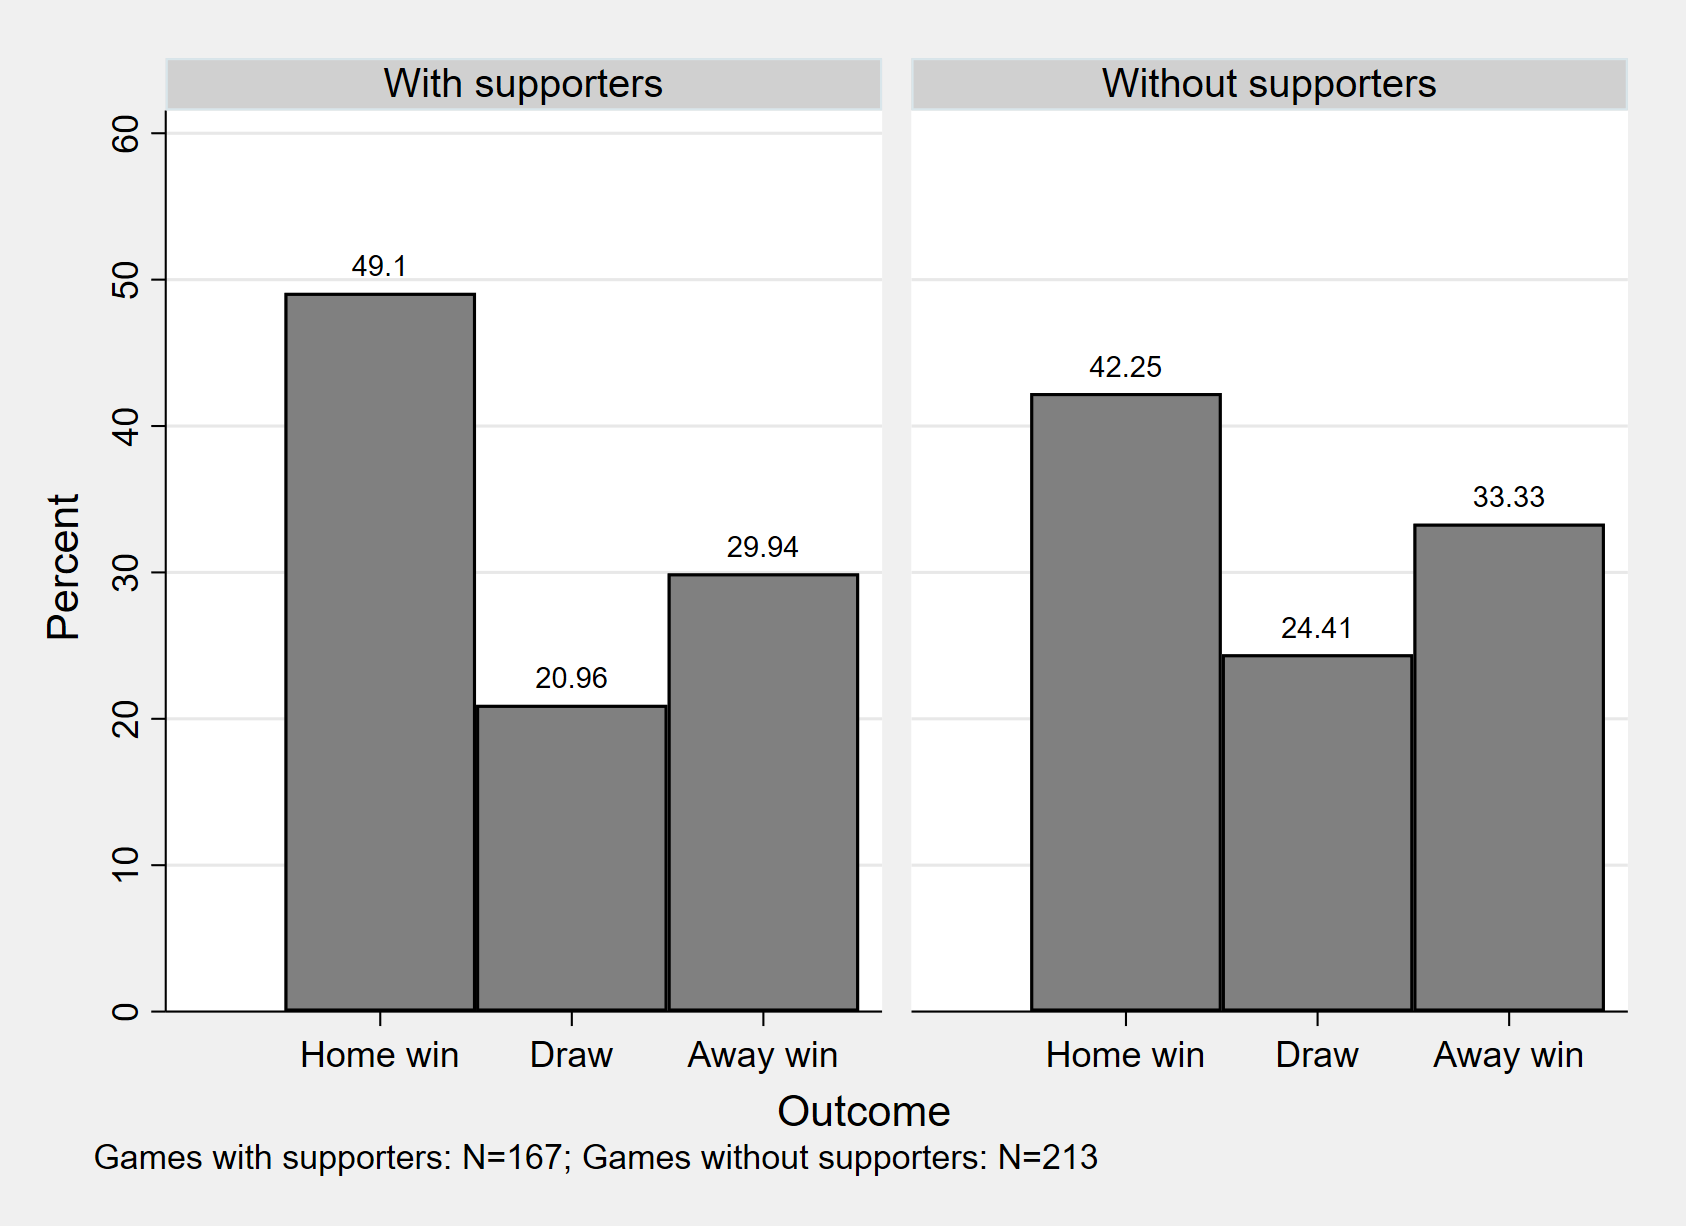 With supporters
Without supporters
Percent
60
50
40
30
20
10
0
49.1
20.96
29.94
42.25
24.41
33.33
Home win Draw Away win
Home win Draw Away win
Outcome
Games with supporters: N=167; Games without supporters: N=213